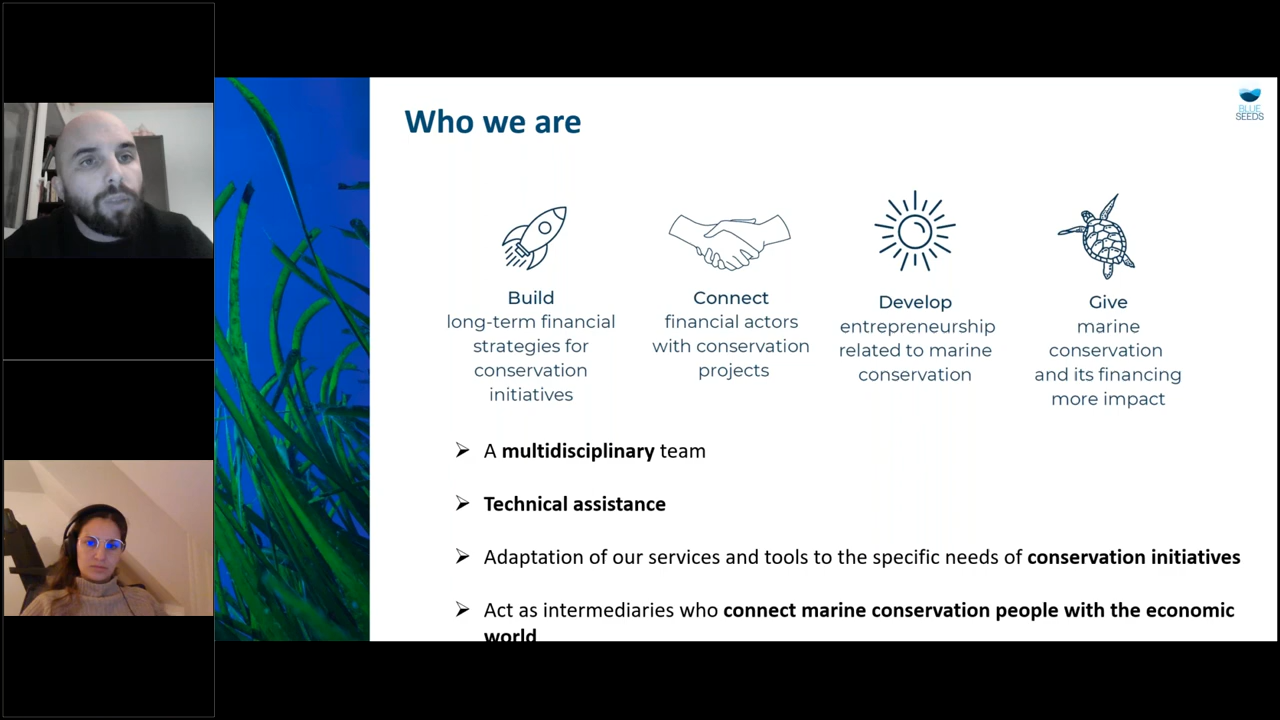 Who we are
BLUE
SEEDS
Build
long-term financial
strategies for
conservation
initiatives
Connect
financial actors
with conservation
projects
Develop
entrepreneurship
related to marine
conservation
Give
marine
conservation
and its financing
more impact
A multidisciplinary team
Technical assistance
Adaptation of our services and tools to the specific needs of conservation initiatives
Act as intermediaries who connect marine conservation people with the economic
world